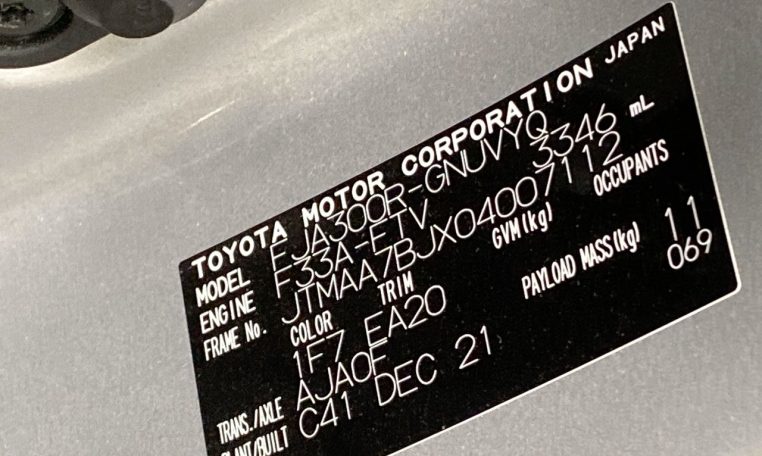 TOYOTA MOTOR CORPORATION JAPAN
MODEL FJA300R-GNUVYQ
ENGINE F33A-FTV 3346 mL
FRAME No. JTMAA7BJX04007112
COLOR TRIM GVM(kg) OCCUPANTS
1F7 EA20 PAYLOAD MASS(kg) 11
069
TRANS./AXLE AJA0F
PLANT/BUILT C41 DEC 21